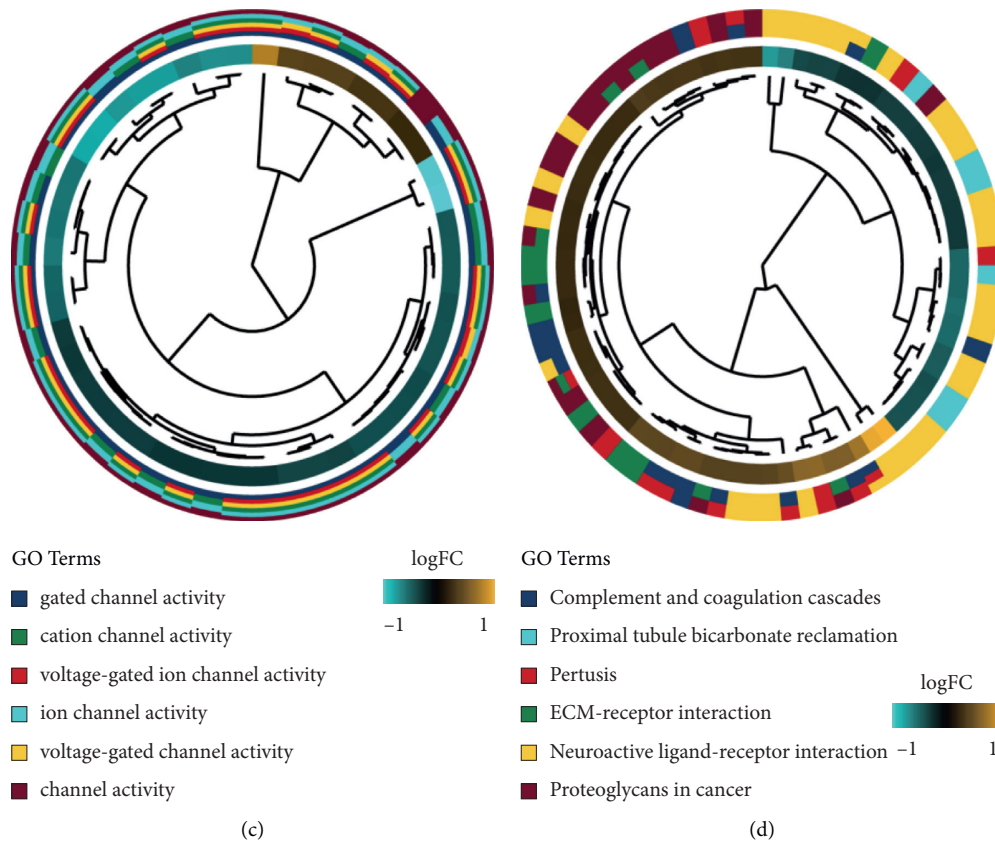 GO Terms
logFC
−1 1
gated channel activity
cation channel activity
voltage-gated ion channel activity
ion channel activity
voltage-gated channel activity
channel activity
(c)
GO Terms
Complement and coagulation cascades
Proximal tubule bicarbonate reclamation
Pertusis
ECM-receptor interaction
Neuroactive ligand-receptor interaction
Proteoglycans in cancer
logFC
−1 1
(d)